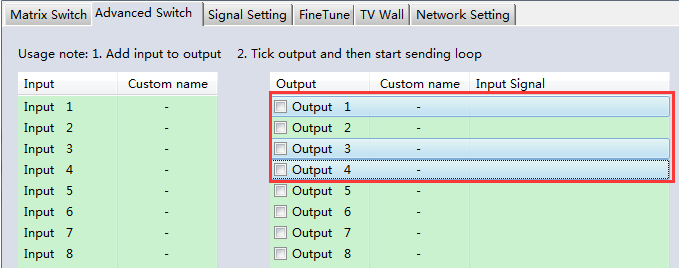 Matrix Switch Advanced Switch Signal Setting FineTune TV Wall Network Setting
Usage note: 1. Add input to output 2. Tick output and then start sending loop
Input Custom name Output Custom name Input Signal
Input 1 - Output 1 -
Input 2 - Output 2 -
Input 3 - Output 3 -
Input 4 - Output 4 -
Input 5 - Output 5 -
Input 6 - Output 6 -
Input 7 - Output 7 -
Input 8 - Output 8 -